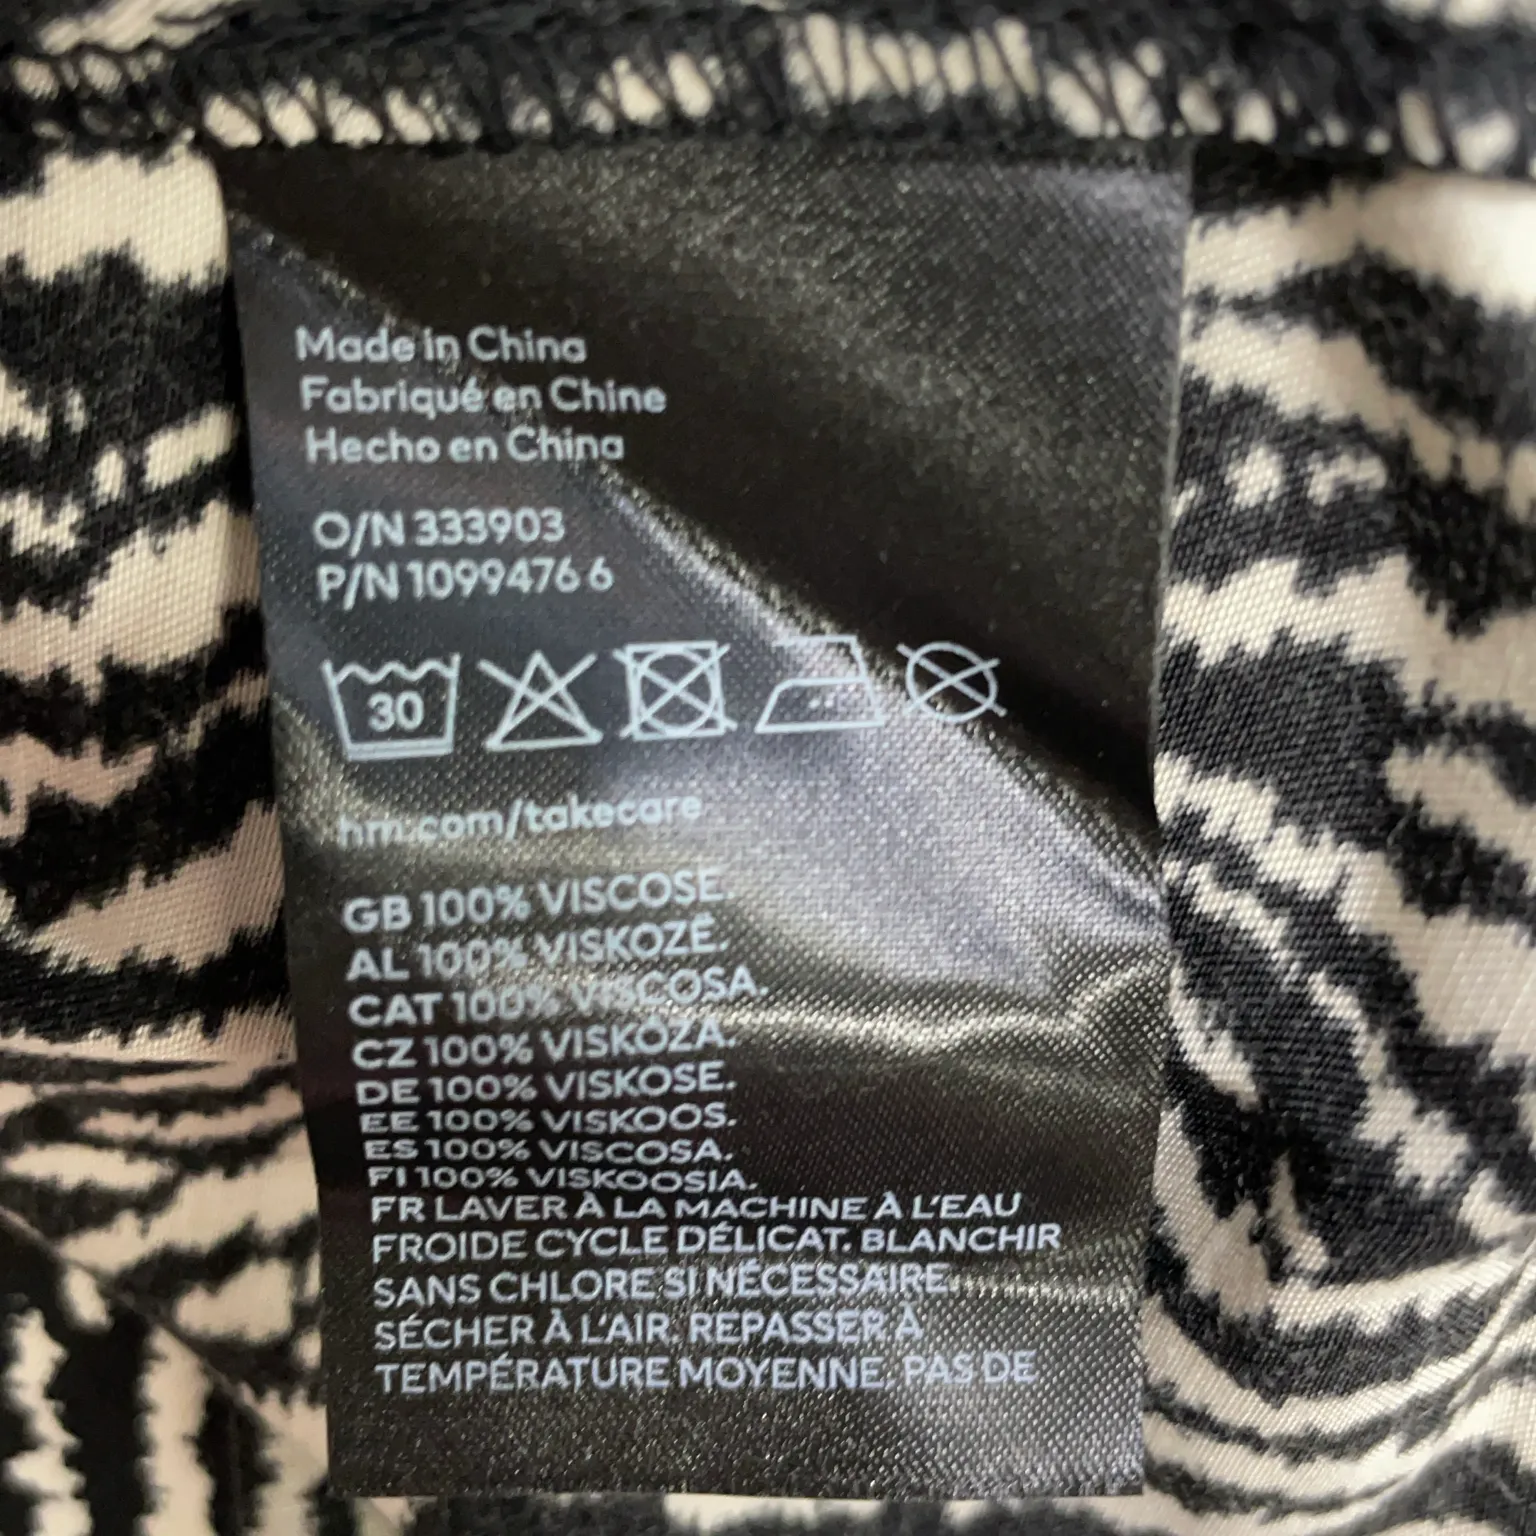 Made in China
Fabriqué en Chine
Hecho en China
O/N 333903
P/N 1099476 6
30
hm.com/takecare
GB 100% VISCOSE.
AL 100% VISKOZË.
CAT 100% VISCOSA.
CZ 100% VISKÓZA.
DE 100% VISKOSE.
EE 100% VISKOOS.
ES 100% VISCOSA.
FI 100% VISKOOSIA.
FR LAVER À LA MACHINE À L'EAU
FROIDE CYCLE DÉLICAT. BLANCHIR
SANS CHLORE SI NÉCESSAIRE.
SÉCHER À L'AIR. REPASSER À
TEMPÉRATURE MOYENNE. PAS DE